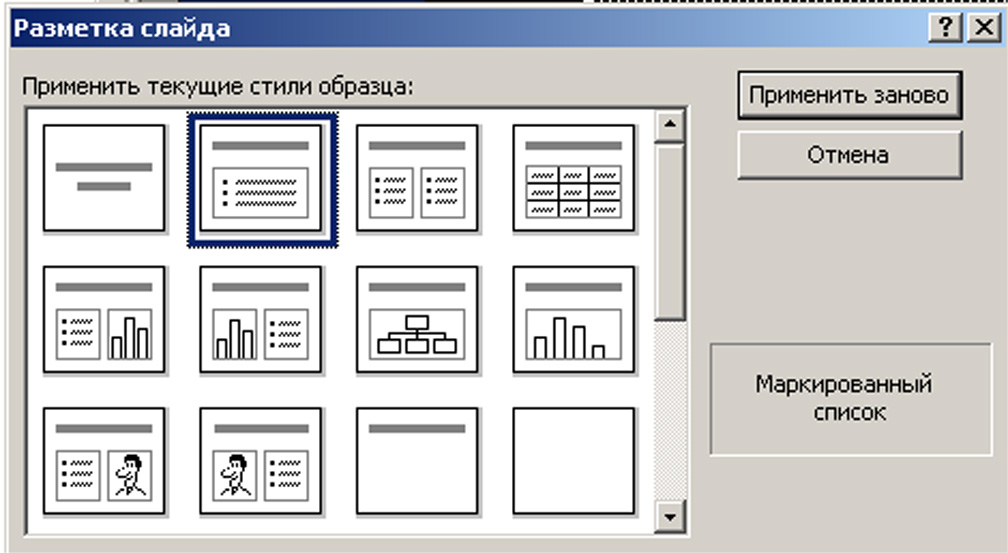 Разметка слайда
Применить текущие стили образца:
Применить заново
Отмена
Маркированный
список